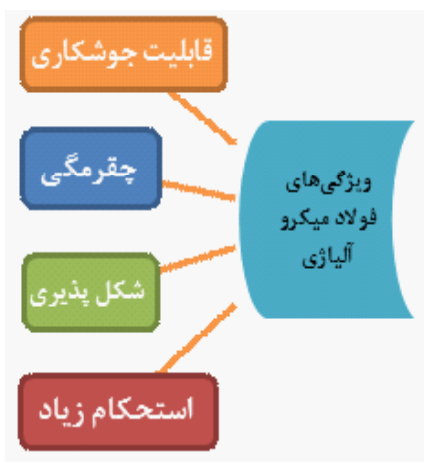 ویژگی‌های
فولاد میکرو
آلیاژی
قابلیت جوشکاری
چقرمگی
شکل پذیری
استحکام زیاد